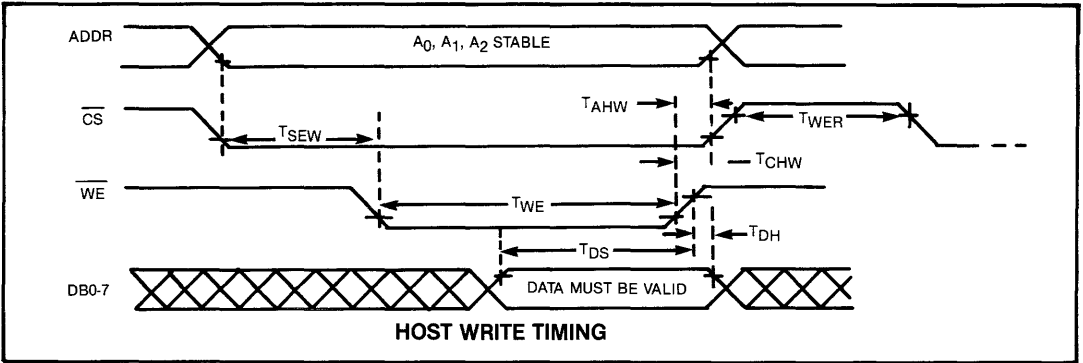 ADDR
A0, A1, A2 STABLE
CS
TSEW
TAHW
TWER
TCHW
WE
TWE
TDS
TDH
DB0-7
DATA MUST BE VALID
HOST WRITE TIMING